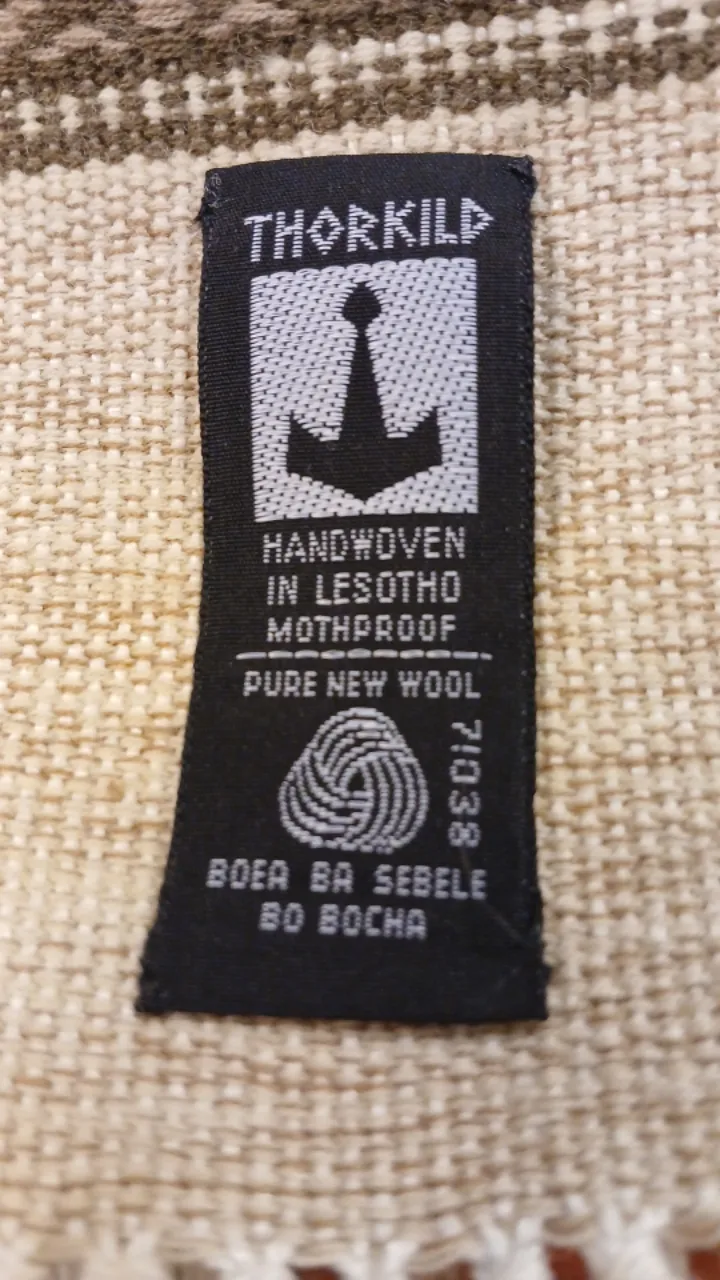 THORKILD
HANDWOVEN
IN LESOTHO
MOTHPROOF
PURE NEW WOOL
71038
BOEA BA SEBELE
BO BOCHA